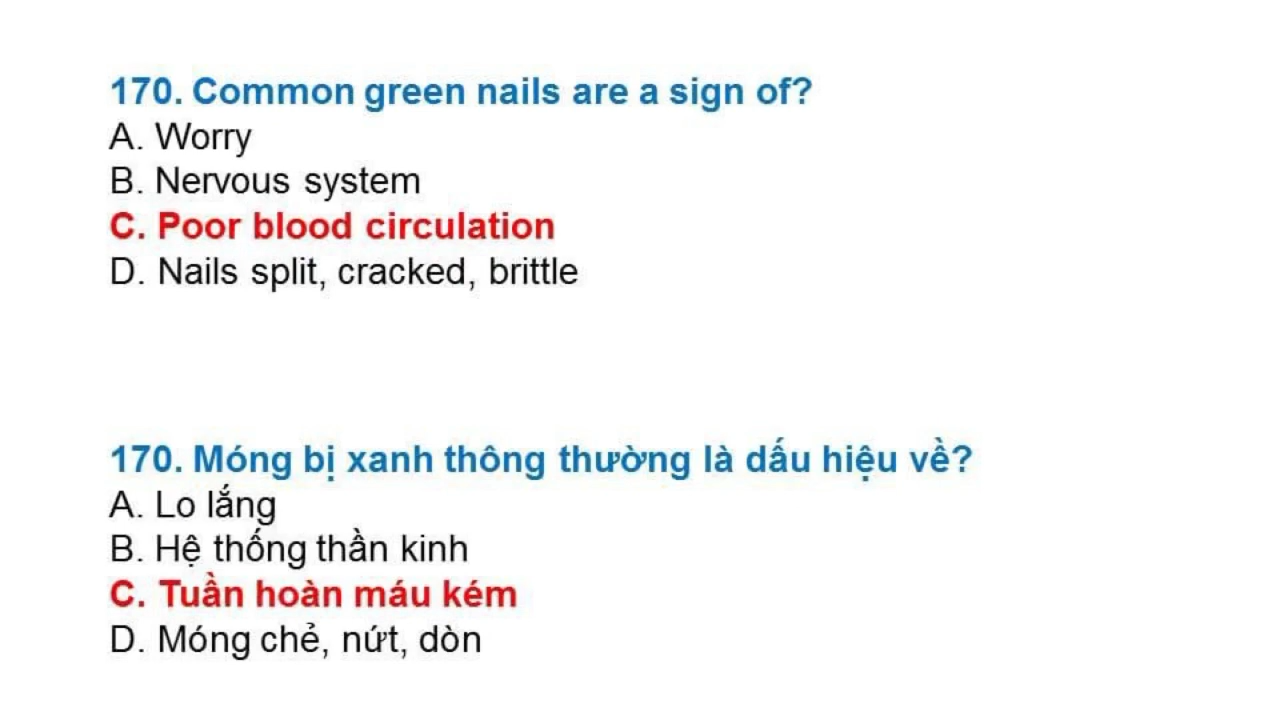 170. Common green nails are a sign of?
A. Worry
B. Nervous system
C. Poor blood circulation
D. Nails split, cracked, brittle
170. Móng bị xanh thông thường là dấu hiệu về?
A. Lo lắng
B. Hệ thống thần kinh
C. Tuần hoàn máu kém
D. Móng chẻ, nứt, dòn